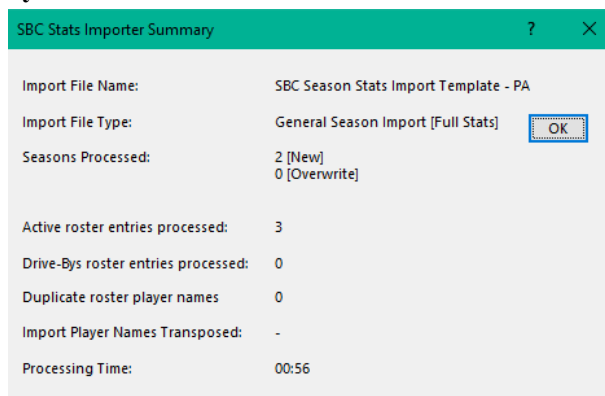 SBC Stats Importer Summary ? ×
Import File Name: SBC Season Stats Import Template - PA
Import File Type: General Season Import [Full Stats]
OK
Seasons Processed: 2 [New]
0 [Overwrite]
Active roster entries processed: 3
Drive-Bys roster entries processed: 0
Duplicate roster player names 0
Import Player Names Transposed: -
Processing Time: 00:56